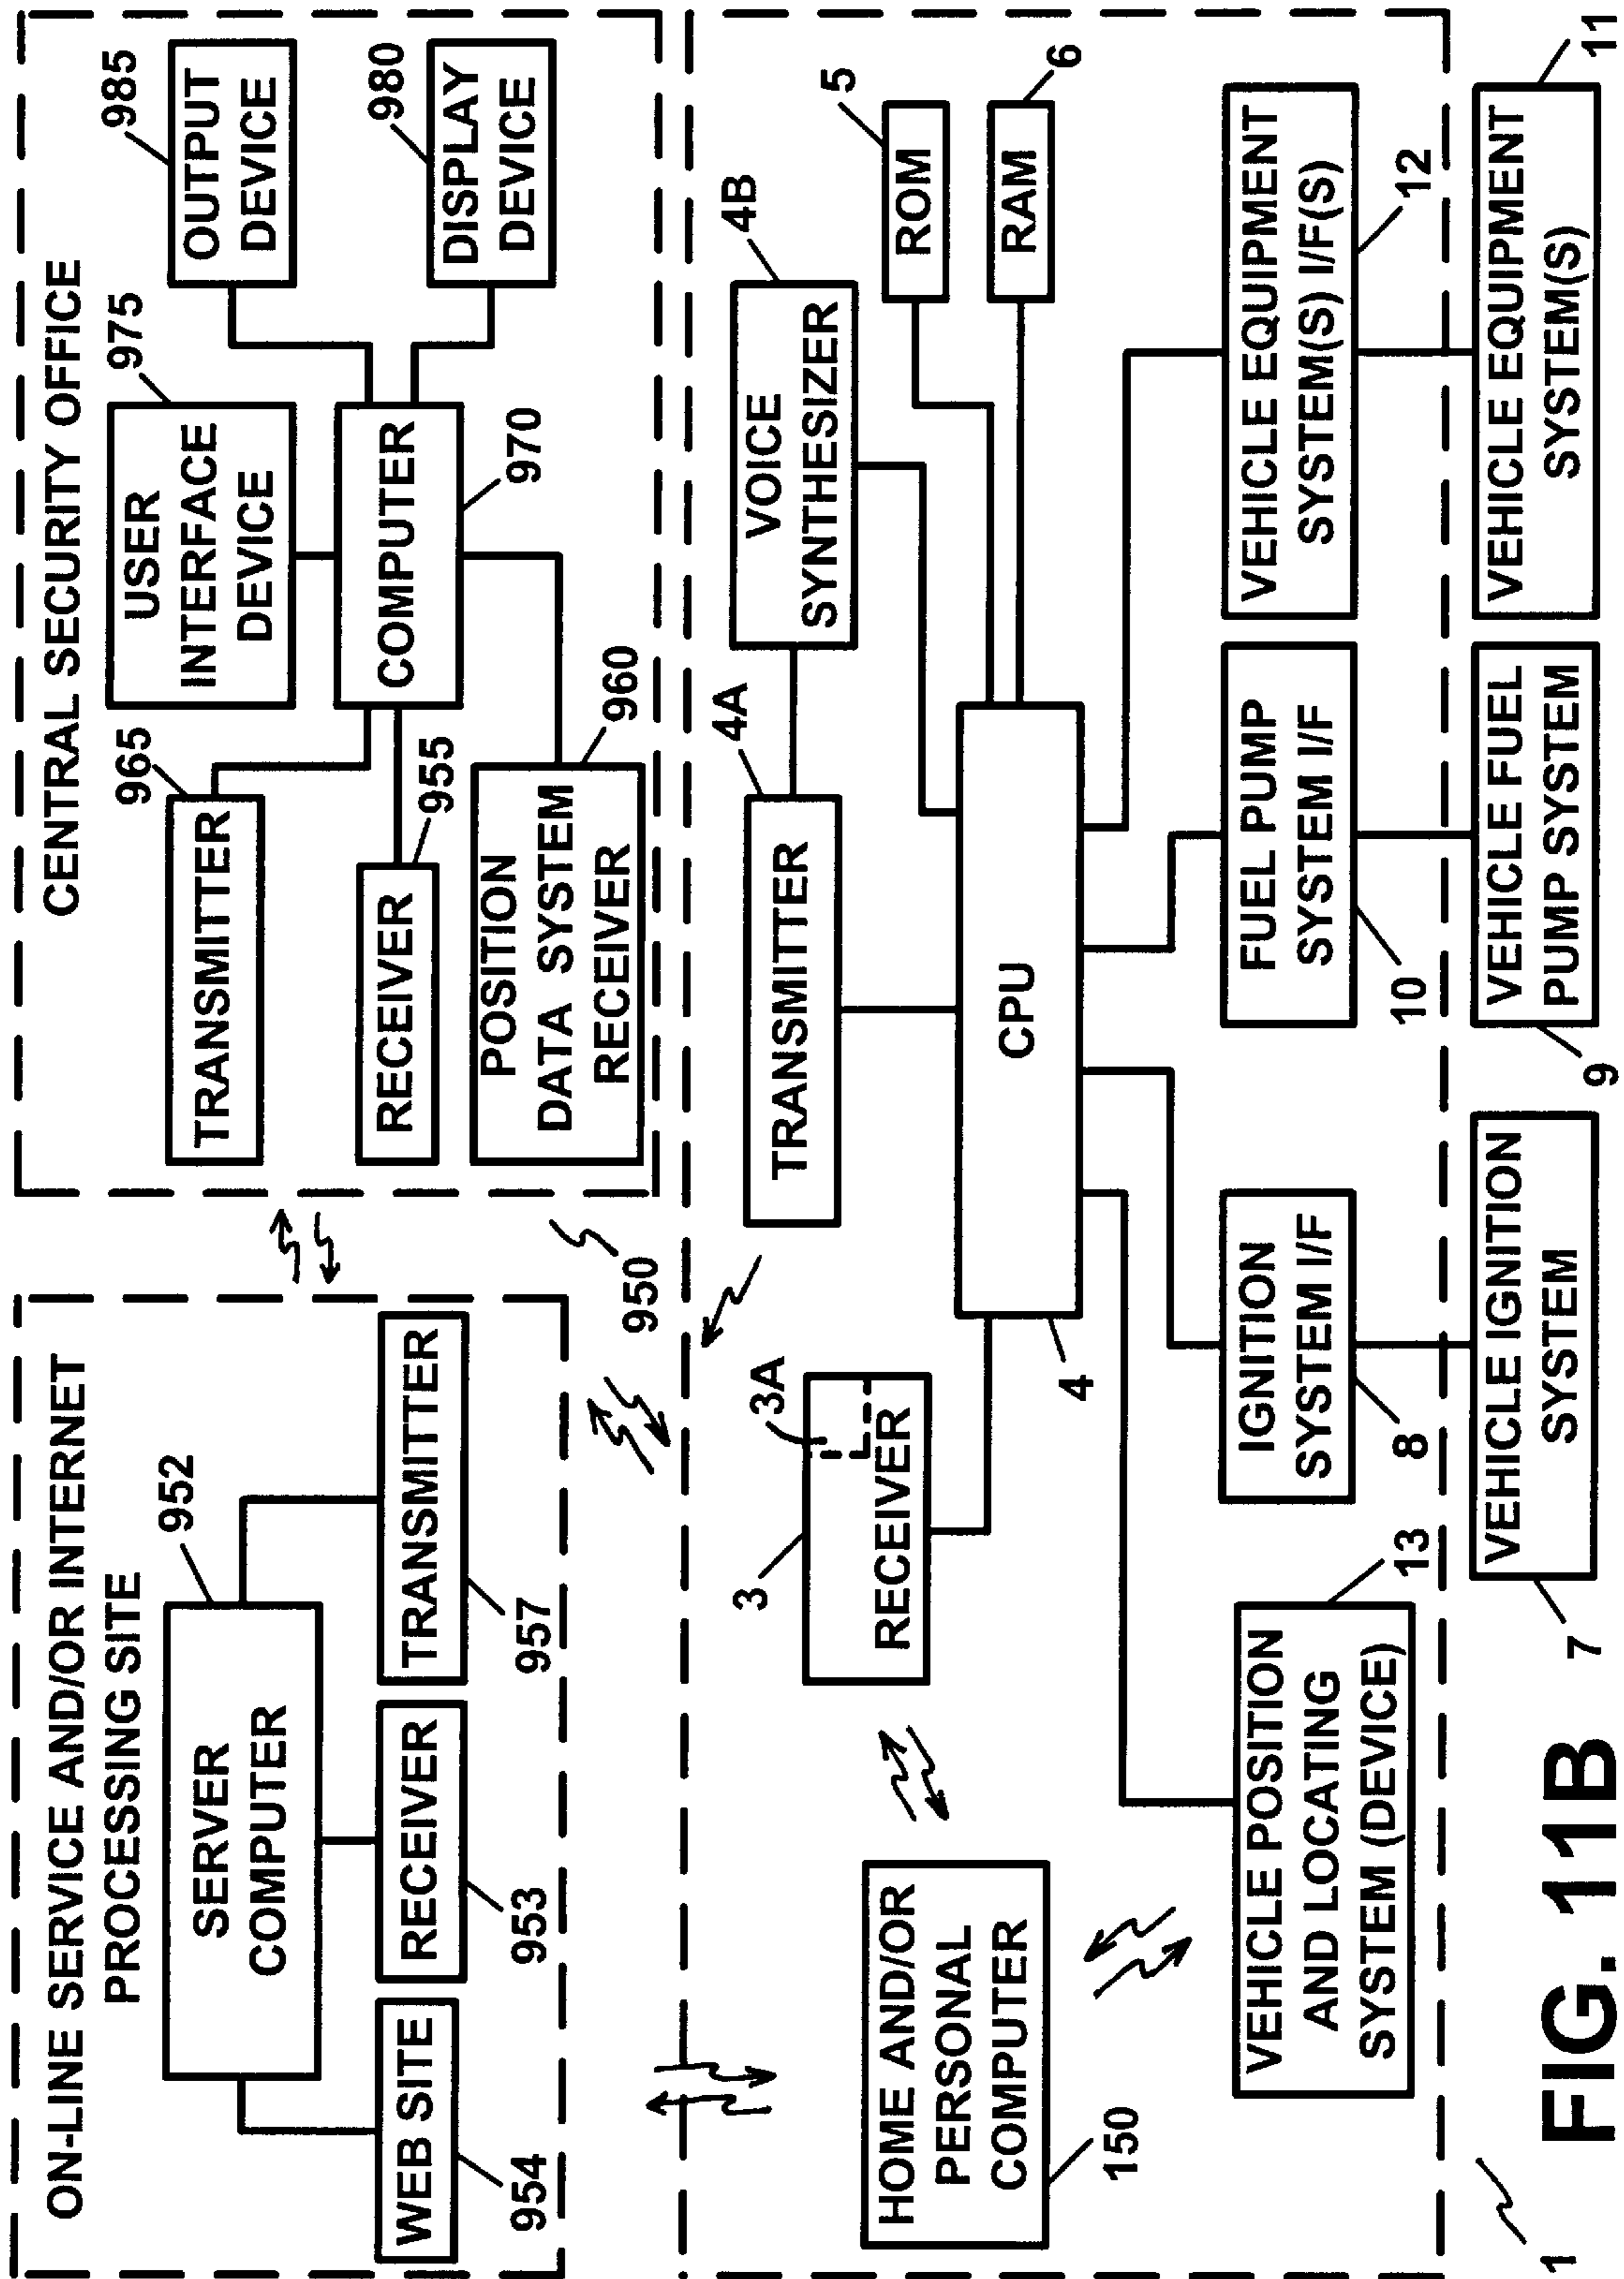 ON-LINE SERVICE AND/OR INTERNET
PROCESSING SITE
952
SERVER
COMPUTER
WEB SITE
954
RECEIVER
953
TRANSMITTER
957
CENTRAL SECURITY OFFICE
965
TRANSMITTER
RECEIVER
955
POSITION
DATA SYSTEM
RECEIVER
960
975
USER
INTERFACE
DEVICE
COMPUTER
970
985
OUTPUT
DEVICE
980
DISPLAY
DEVICE
950
HOME AND/OR
PERSONAL
COMPUTER
150
3
3A
RECEIVER
4A
TRANSMITTER
4B
VOICE
SYNTHESIZER
5
ROM
6
RAM
CPU
4
VEHICLE POSITION
AND LOCATING
SYSTEM (DEVICE)
13
IGNITION
SYSTEM I/F
8
FUEL PUMP
SYSTEM I/F
10
VEHICLE EQUIPMENT
SYSTEM(S) I/F(S)
12
VEHICLE IGNITION
SYSTEM
7
VEHICLE FUEL
PUMP SYSTEM
9
VEHICLE EQUIPMENT
SYSTEM(S)
11
1
FIG. 11B